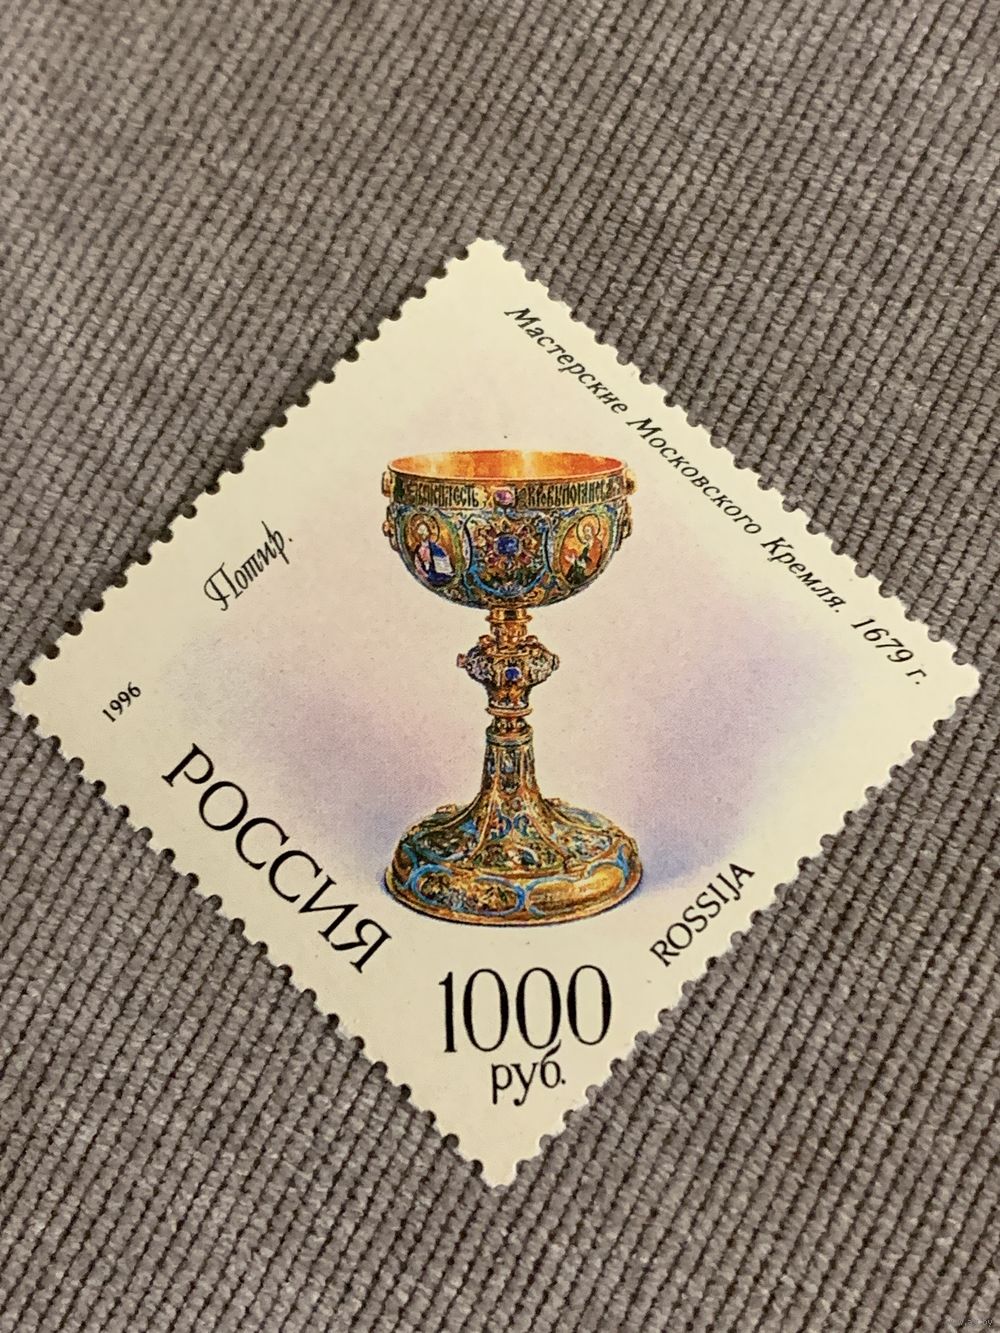 Мастерские Московского Кремля. 1679 г.
Потир.
1996
РОССИЯ
ROSSIJA
1000
руб.